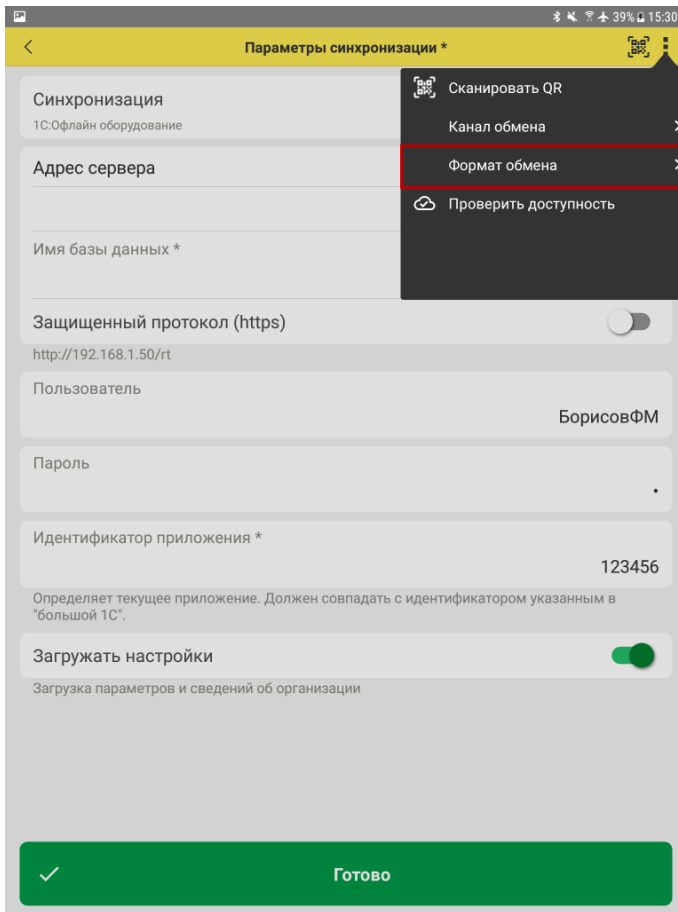 39% 15:30
Параметры синхронизации *
Синхронизация
1С:Офлайн оборудование
Сканировать QR
Канал обмена
Формат обмена
Проверить доступность
Адрес сервера
Имя базы данных *
Защищенный протокол (https)
http://192.168.1.50/rt
Пользователь
БорисовФМ
Пароль
•
Идентификатор приложения *
123456
Определяет текущее приложение. Должен совпадать с идентификатором указанным в
"большой 1С".
Загружать настройки
Загрузка параметров и сведений об организации
Готово